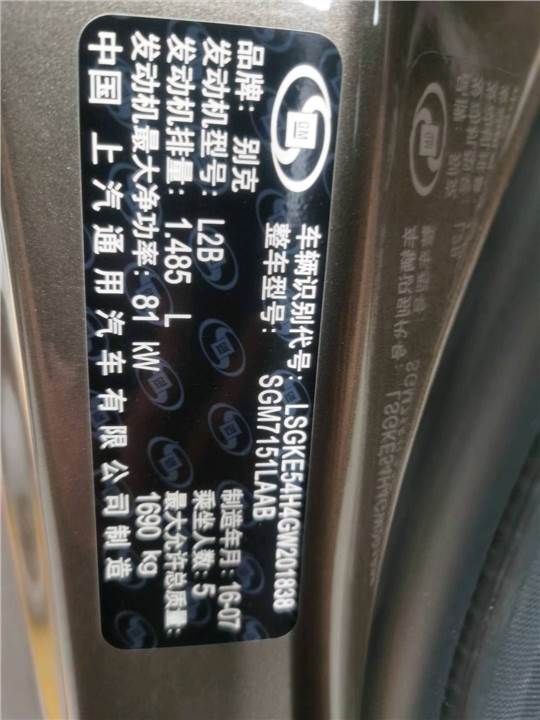 GM
车辆识别代号: LSGKE54H4GW201838
整车型号: SGM7151LAAB
品牌: 别克
制造年月: 16-07
发动机型号: L2B
乘坐人数: 5
发动机排量: 1.485 L
最大允许总质量:
发动机最大净功率: 81 kW
1690 kg
中国 上汽通用汽车有限公司制造